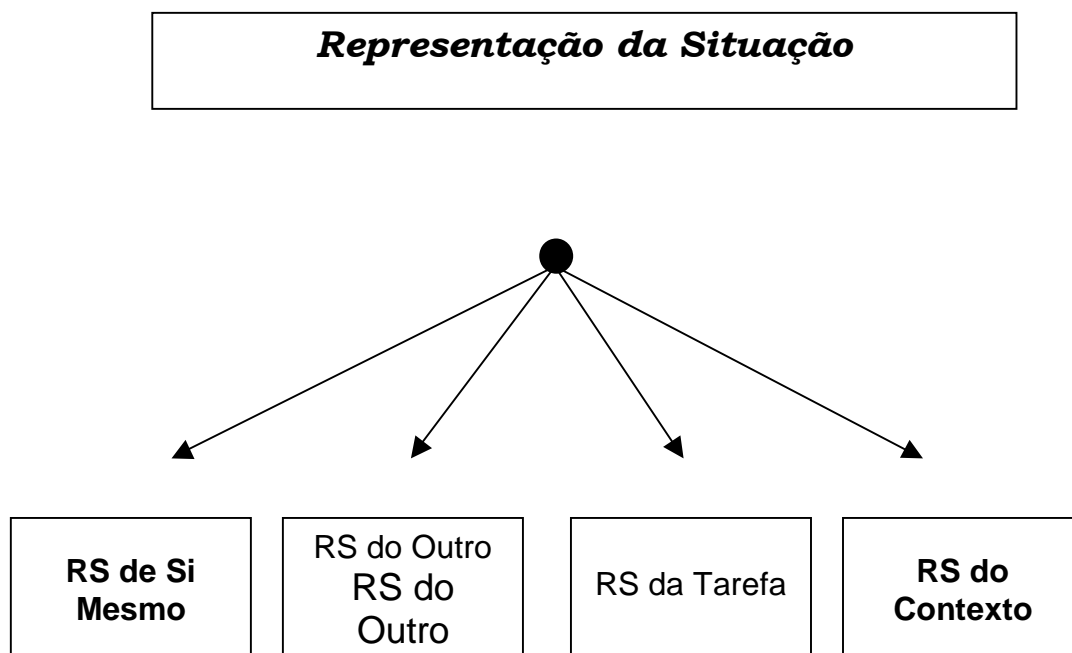 Representação da Situação
RS de Si
Mesmo
RS do Outro
RS do
Outro
RS da Tarefa
RS do
Contexto